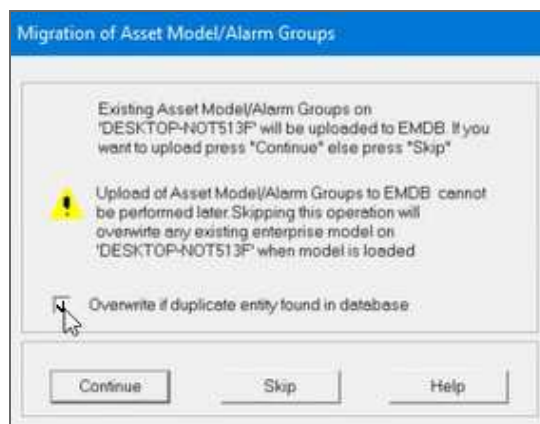 Migration of Asset Model/Alarm Groups
Existing Asset Model/Alarm Groups on
'DESKTOP-NOT513F' will be uploaded to EMDB. If you
want to upload press "Continue" else press "Skip"
Upload of Asset Model/Alarm Groups to EMDB cannot
be performed later.Skipping this operation will
overwirte any existing enterprise model on
'DESKTOP-NOT513F' when model is loaded
Overwrite if duplicate entity found in database
Continue
Skip
Help